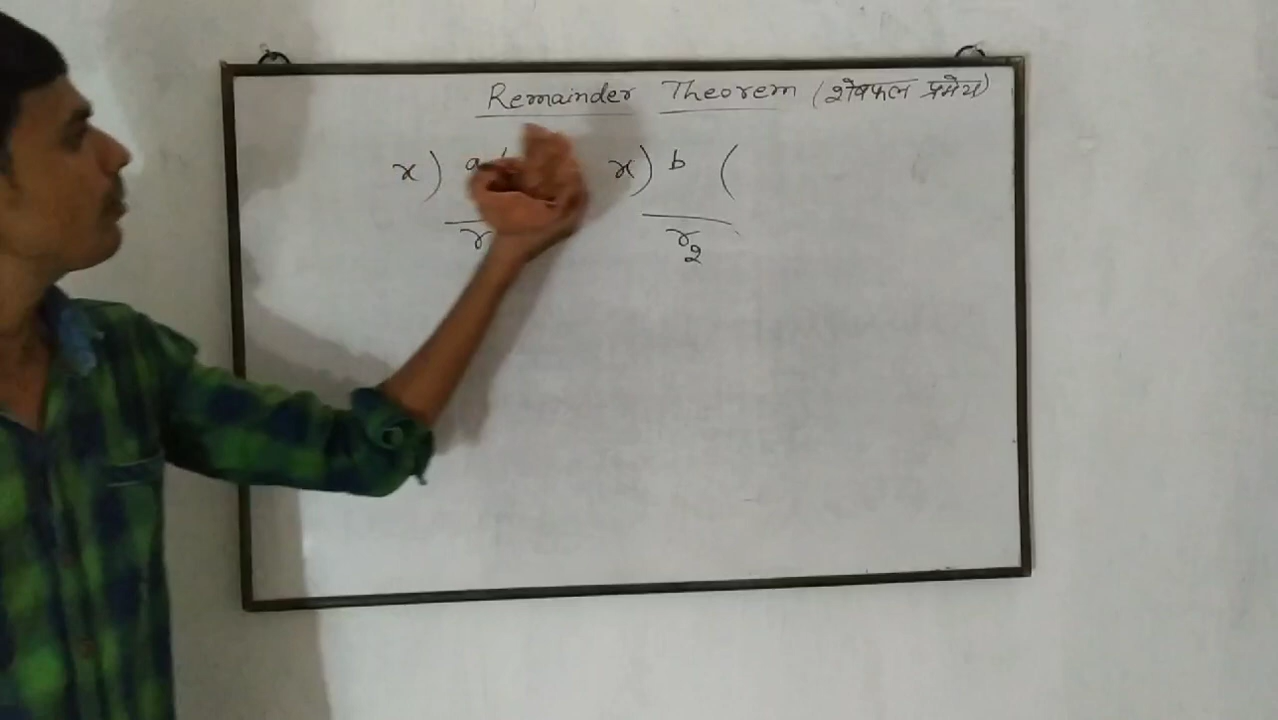 Remainder Theorem (शेषफल प्रमेय)
x ) a x ) b (
r r₂